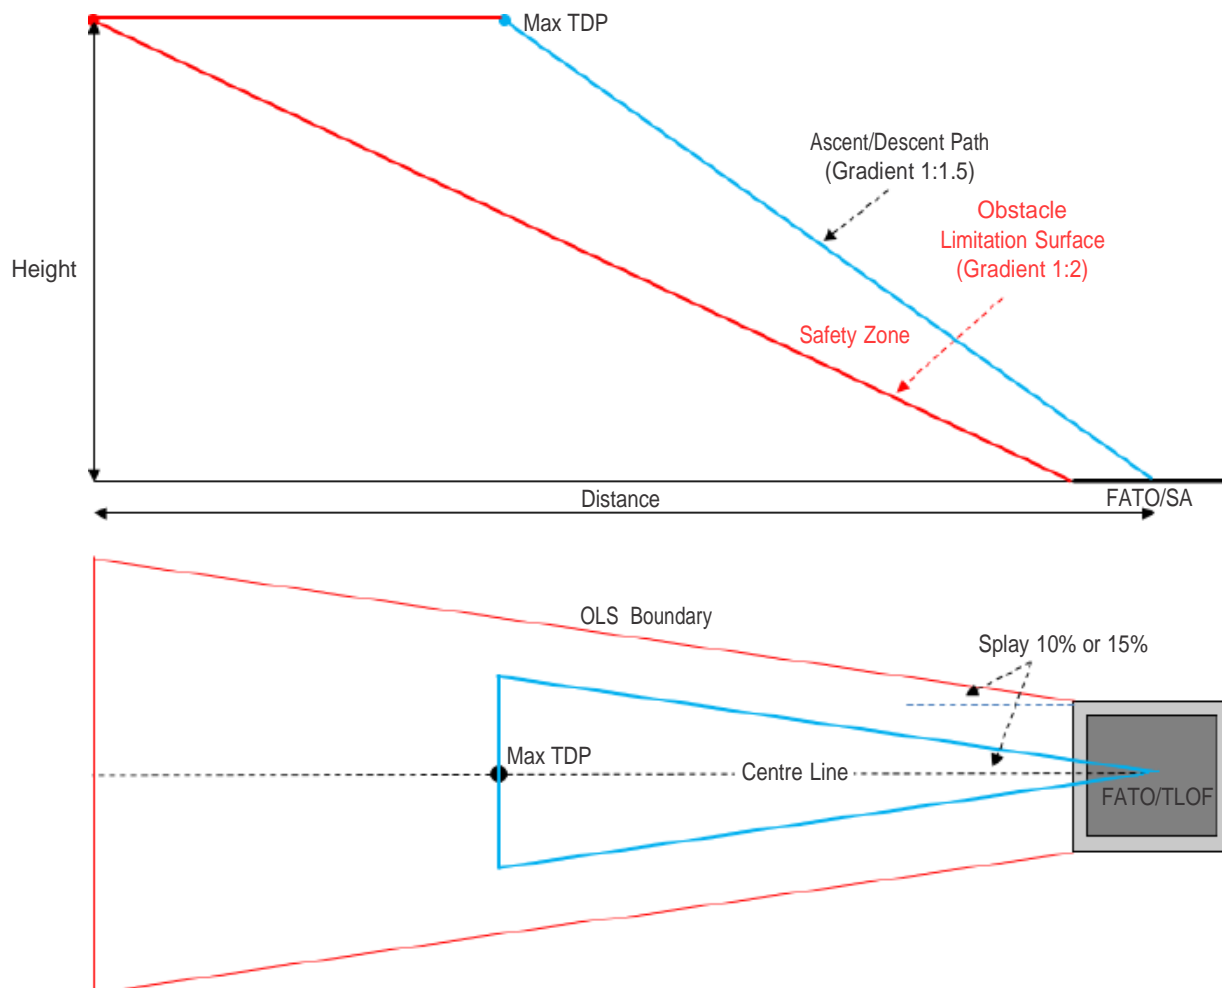 Max TDP
Ascent/Descent Path
(Gradient 1:1.5)
Obstacle
Limitation Surface
(Gradient 1:2)
Height
Safety Zone
Distance
FATO/SA
OLS Boundary
Splay 10% or 15%
Max TDP
Centre Line
FATO/TLOF